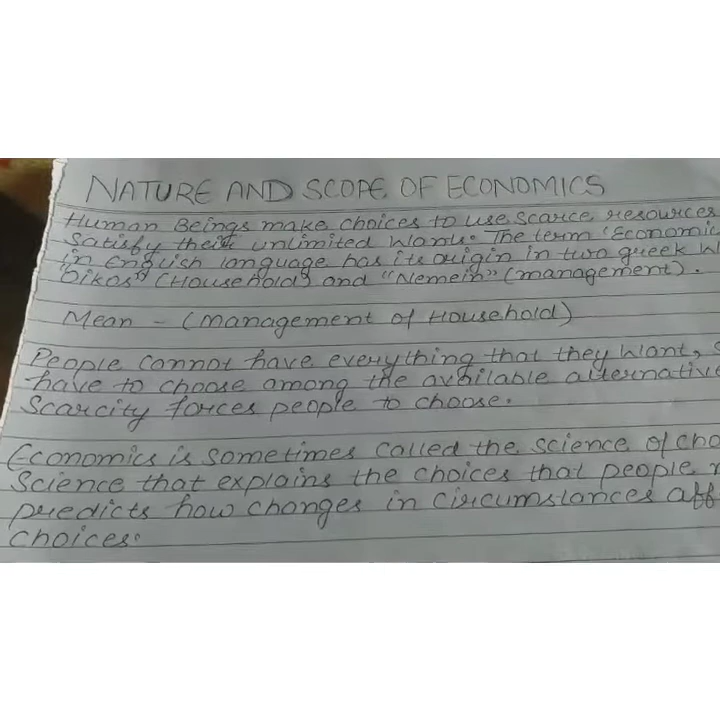 NATURE AND SCOPE OF ECONOMICS
Human Beings make choices to use scarce resources
Satisfy their unlimited wants. The term 'Economic
in English language has its origin in two greek w
"Oikos" (Household) and "Nemein" (management).
Mean - (Management of Household)
People cannot have everything that they want, s
have to choose among the available alternative
Scarcity forces people to choose.
Economics is sometimes called the science of cho
Science that explains the choices that people m
predicts how changes in circumstances aff
choices.